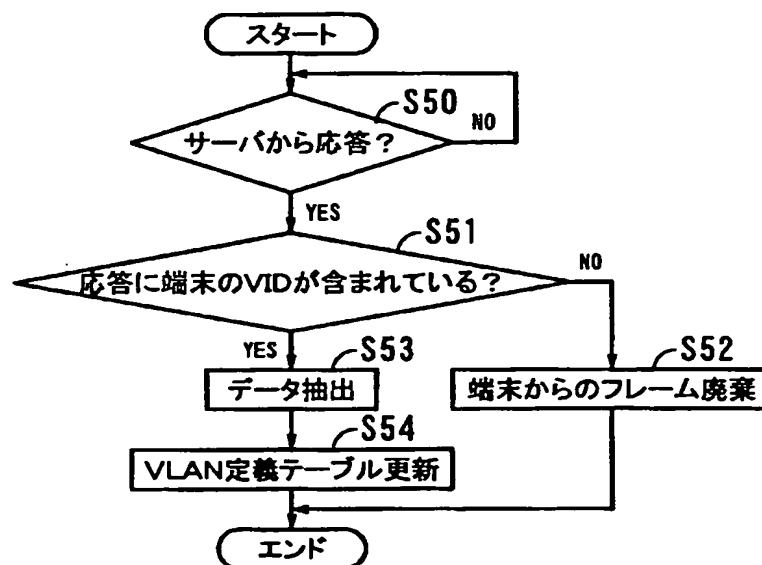 スタート
S50
サーバから応答？
NO
YES
S51
応答に端末のVIDが含まれている？
NO
YES
S53
データ抽出
S52
端末からのフレーム廃棄
S54
VLAN定義テーブル更新
エンド